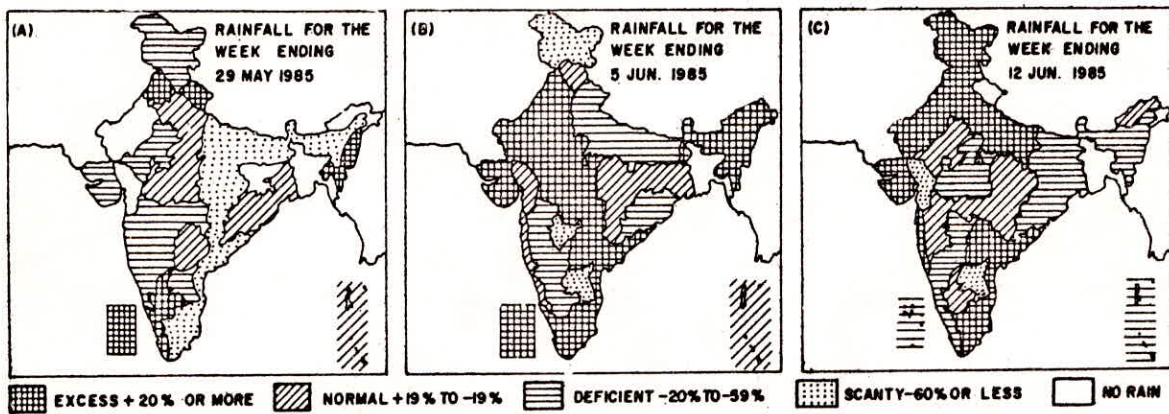 (A) RAINFALL FOR THE
WEEK ENDING
29 MAY 1985
(B) RAINFALL FOR THE
WEEK ENDING
5 JUN. 1985
(C) RAINFALL FOR THE
WEEK ENDING
12 JUN. 1985
EXCESS + 20% OR MORE
NORMAL +19% TO -19%
DEFICIENT -20% TO -59%
SCANTY -60% OR LESS
NO RAIN